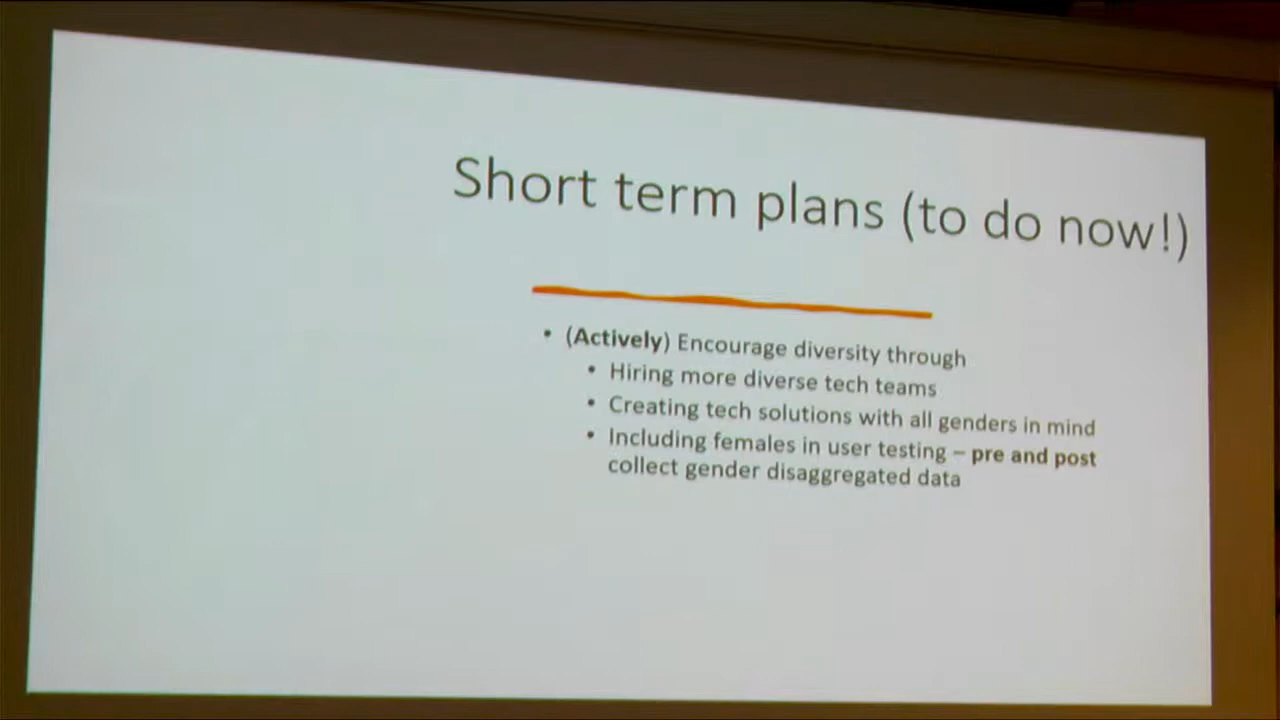 Short term plans (to do now!)
• (Actively) Encourage diversity through
• Hiring more diverse tech teams
• Creating tech solutions with all genders in mind
• Including females in user testing – pre and post
collect gender disaggregated data